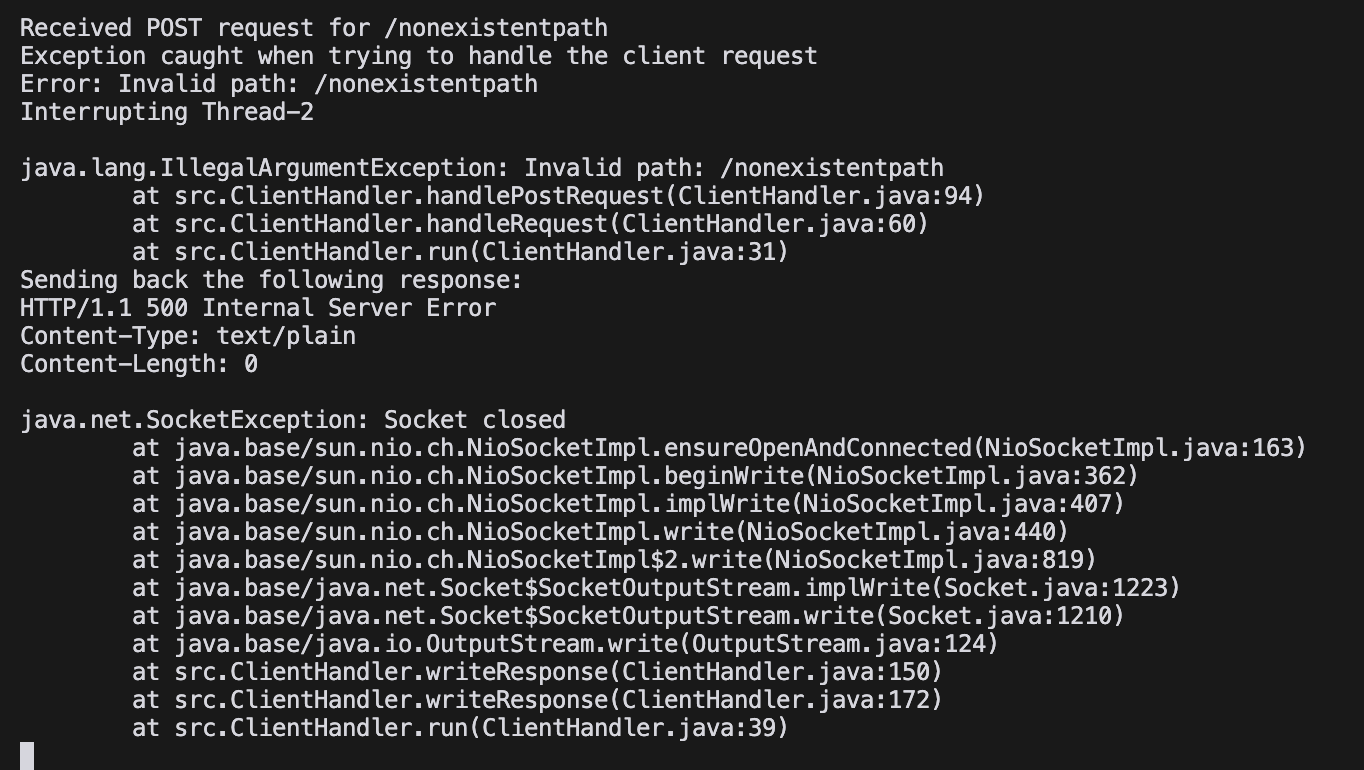 Received POST request for /nonexistentpath
Exception caught when trying to handle the client request
Error: Invalid path: /nonexistentpath
Interrupting Thread-2

java.lang.IllegalArgumentException: Invalid path: /nonexistentpath
        at src.ClientHandler.handlePostRequest(ClientHandler.java:94)
        at src.ClientHandler.handleRequest(ClientHandler.java:60)
        at src.ClientHandler.run(ClientHandler.java:31)
Sending back the following response:
HTTP/1.1 500 Internal Server Error
Content-Type: text/plain
Content-Length: 0

java.net.SocketException: Socket closed
        at java.base/sun.nio.ch.NioSocketImpl.ensureOpenAndConnected(NioSocketImpl.java:163)
        at java.base/sun.nio.ch.NioSocketImpl.beginWrite(NioSocketImpl.java:362)
        at java.base/sun.nio.ch.NioSocketImpl.implWrite(NioSocketImpl.java:407)
        at java.base/sun.nio.ch.NioSocketImpl.write(NioSocketImpl.java:440)
        at java.base/sun.nio.ch.NioSocketImpl$2.write(NioSocketImpl.java:819)
        at java.base/java.net.Socket$SocketOutputStream.implWrite(Socket.java:1223)
        at java.base/java.net.Socket$SocketOutputStream.write(Socket.java:1210)
        at java.base/java.io.OutputStream.write(OutputStream.java:124)
        at src.ClientHandler.writeResponse(ClientHandler.java:150)
        at src.ClientHandler.writeResponse(ClientHandler.java:172)
        at src.ClientHandler.run(ClientHandler.java:39)